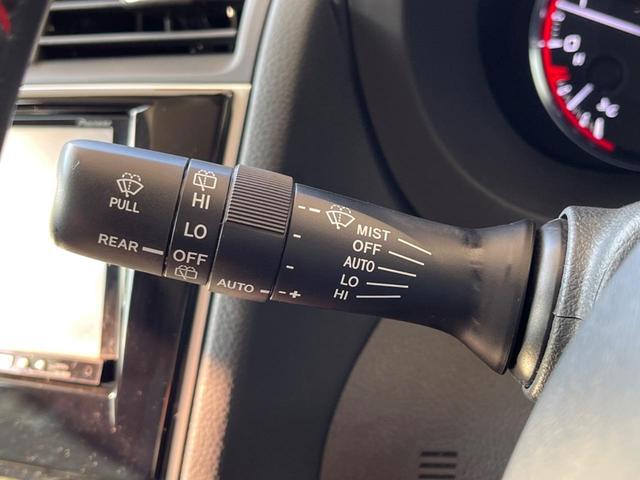 PULL
REAR
HI
LO
OFF
AUTO
- +
MIST
OFF
AUTO
LO
HI